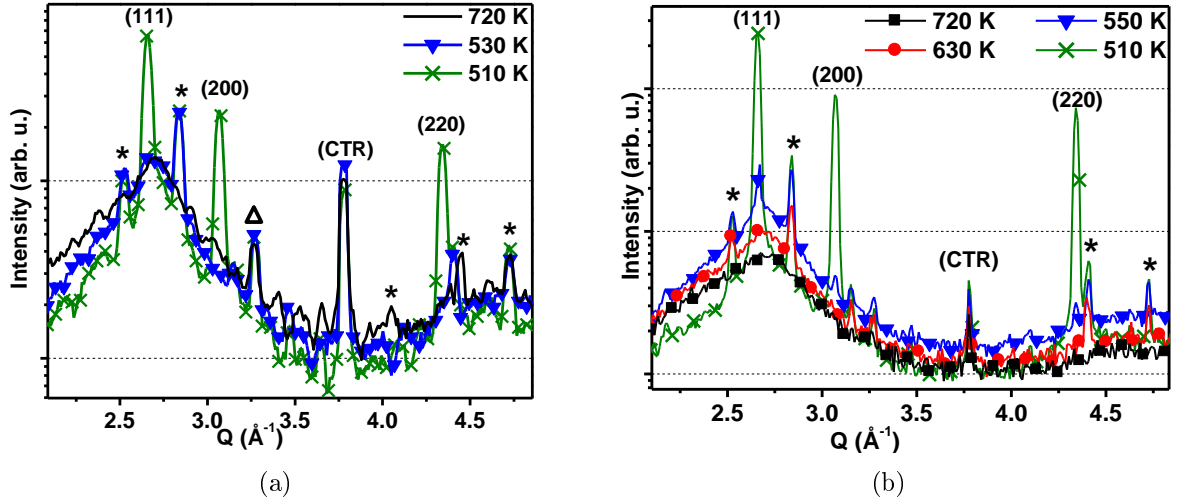 (a)
(111)
720 K
530 K
510 K
*
*
(200)
(CTR)
(220)
Δ
*
*
*
Intensity (arb. u.)
2.5 3.0 3.5 4.0 4.5
Q (Å⁻¹)
(a)
(b)
(111)
720 K 550 K
630 K 510 K
(200)
(220)
*
*
(CTR)
*
*
Intensity (arb. u.)
2.5 3.0 3.5 4.0 4.5
Q (Å⁻¹)
(b)